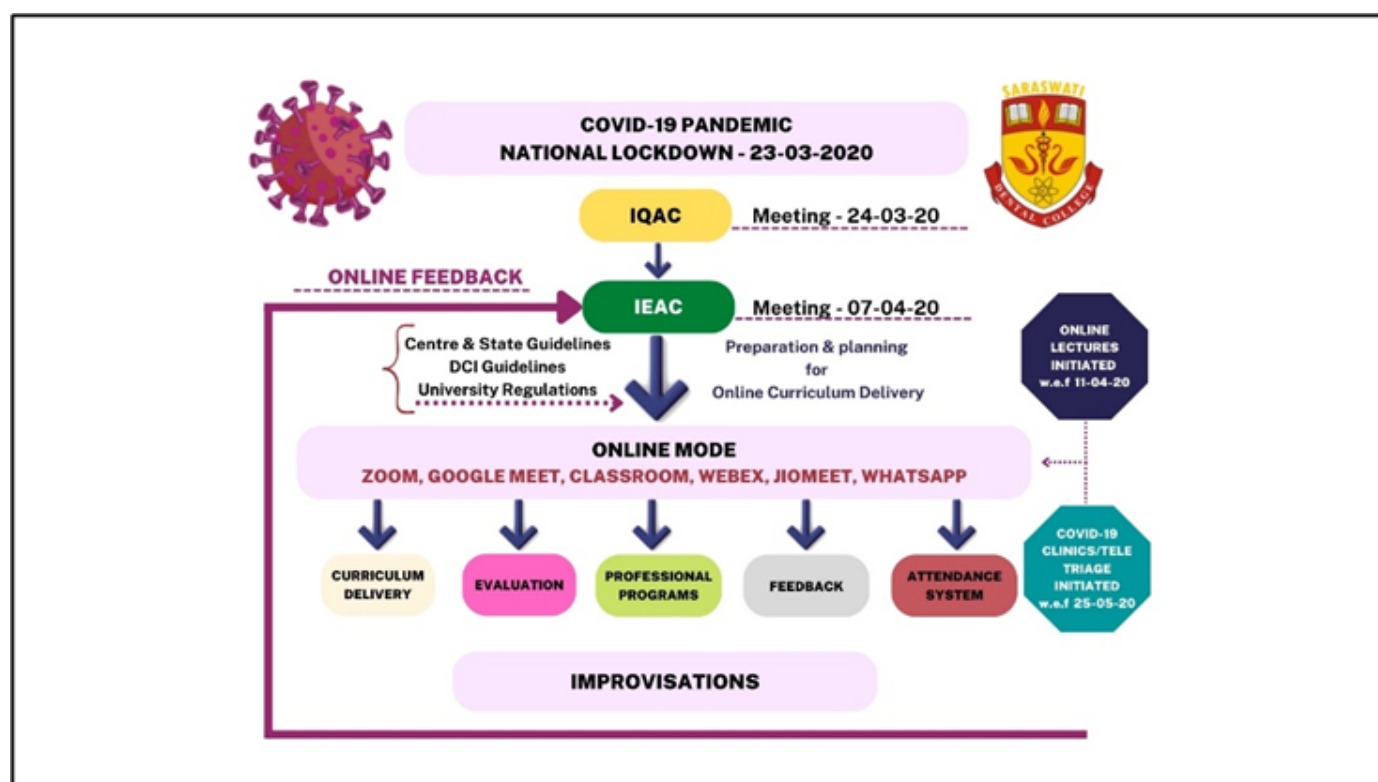 SARASWATI
DENTAL COLLEGE
COVID-19 PANDEMIC
NATIONAL LOCKDOWN - 23-03-2020
IQAC
Meeting - 24-03-20
ONLINE FEEDBACK
IEAC
Meeting - 07-04-20
Centre & State Guidelines
DCI Guidelines
University Regulations
Preparation & planning
for
Online Curriculum Delivery
ONLINE
LECTURES
INITIATED
w.e.f 11-04-20
ONLINE MODE
ZOOM, GOOGLE MEET, CLASSROOM, WEBEX, JIOMEET, WHATSAPP
CURRICULUM
DELIVERY
EVALUATION
PROFESSIONAL
PROGRAMS
FEEDBACK
ATTENDANCE
SYSTEM
COVID-19
CLINICS/TELE
TRIAGE
INITIATED
w.e.f 25-05-20
IMPROVISATIONS